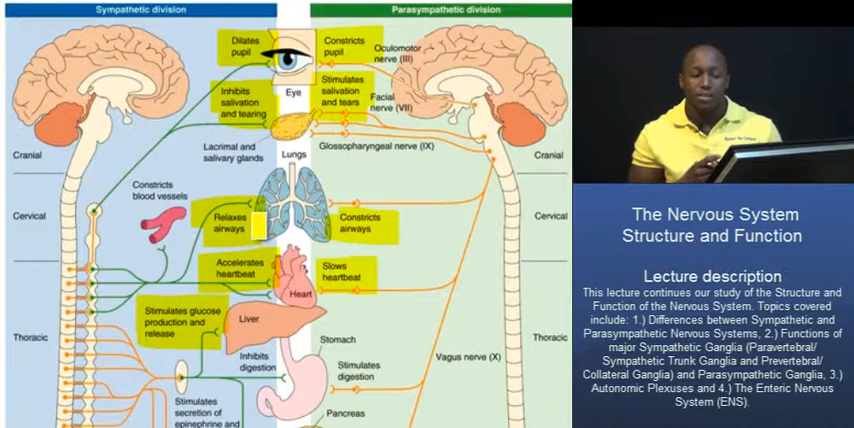 Sympathetic division
Parasympathetic division
Dilates
pupil
Constricts
pupil
Oculomotor
nerve (III)
Eye
Inhibits
salivation
and tearing
Stimulates
salivation
and tears
Facial
nerve (VII)
Lacrimal and
salivary glands
Glossopharyngeal nerve (IX)
Cranial
Cranial
Lungs
Constricts
blood vessels
Cervical
Cervical
Relaxes
airways
Constricts
airways
Accelerates
heartbeat
Slows
heartbeat
Heart
Stimulates glucose
production and
release
Liver
Thoracic
Thoracic
Stomach
Inhibits
digestion
Stimulates
digestion
Vagus nerve (X)
Stimulates
secretion of
epinephrine and
Pancreas
The Nervous System
Structure and Function
Lecture description
This lecture continues our study of the Structure and
Function of the Nervous System. Topics covered
include: 1.) Differences between Sympathetic and
Parasympathetic Nervous Systems, 2.) Functions of
major Sympathetic Ganglia (Paravertebral/
Sympathetic Trunk Ganglia and Prevertebral/
Collateral Ganglia) and Parasympathetic Ganglia, 3.)
Autonomic Plexuses and 4.) The Enteric Nervous
System (ENS).